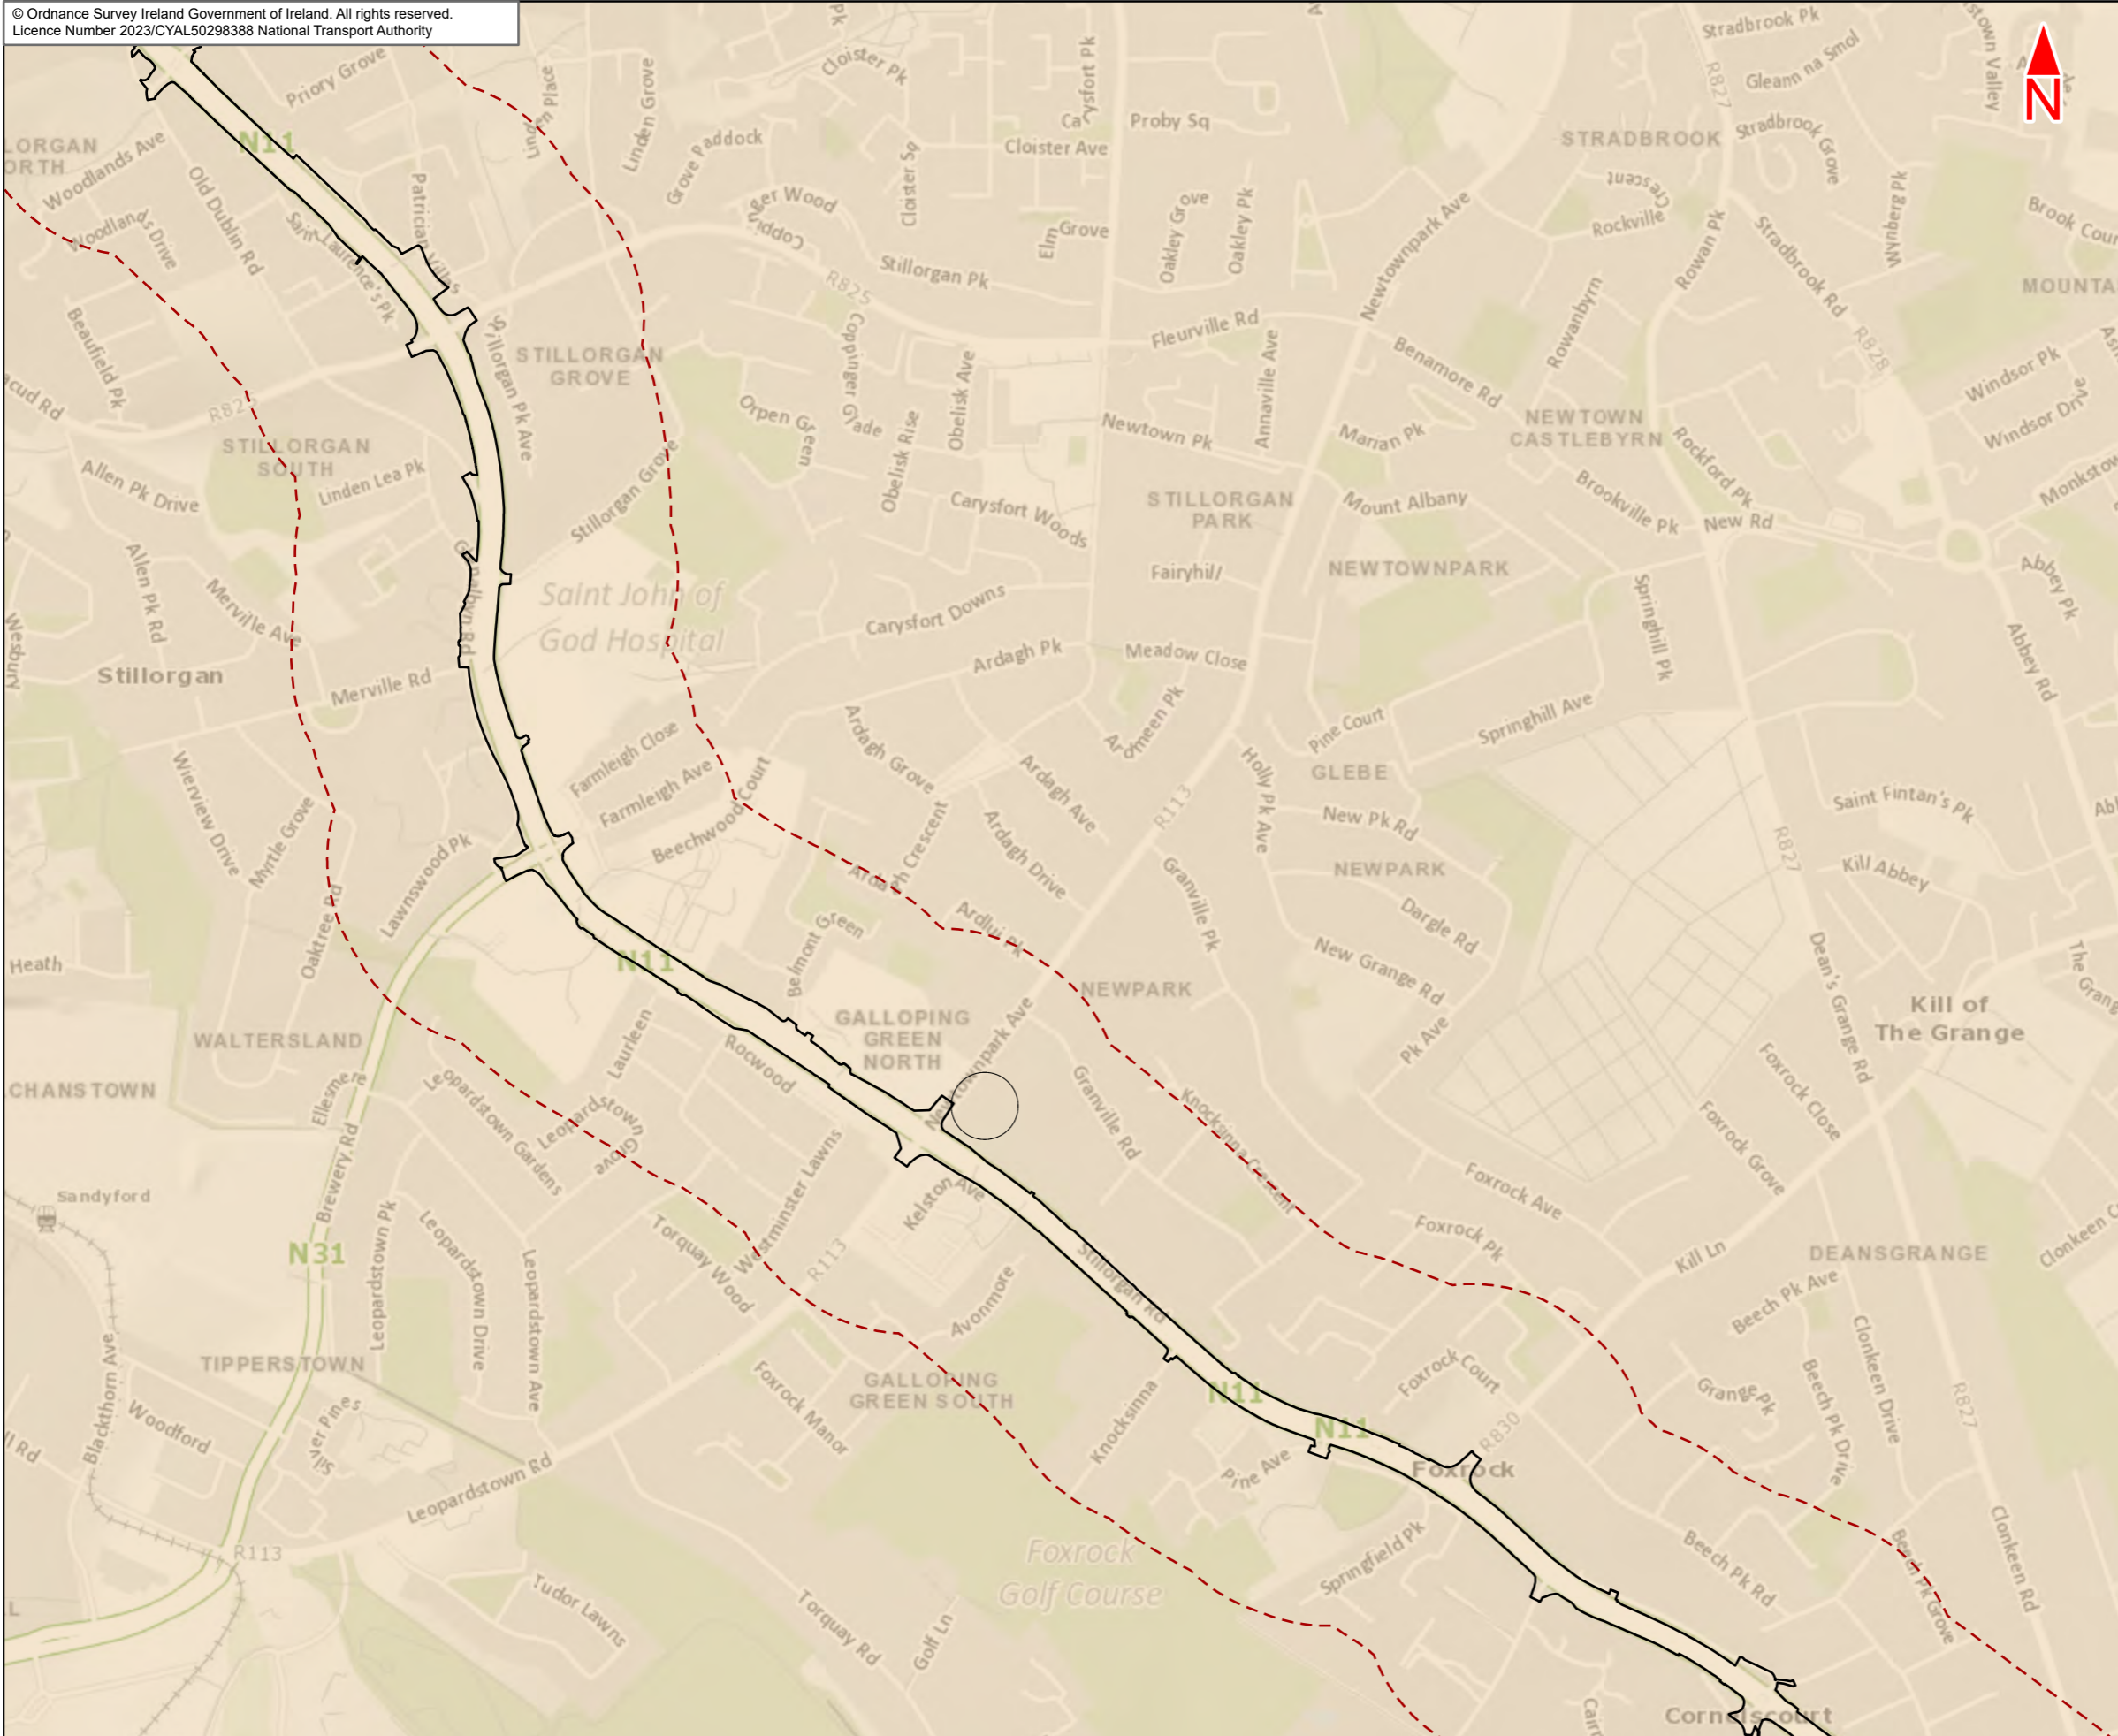 © Ordnance Survey Ireland Government of Ireland. All rights reserved.
Licence Number 2023/CYAL50298388 National Transport Authority
N
Stradbrook Pk
Gleann na Smol
R827
Priory Grove
Cloister Pk
Carysfort Pk
Linden Place
Linden Grove
Grove Paddock
Proby Sq
Cloister Ave
Cloister Sq
STRADBROOK
Stradbrook Grove
N11
Woodlands Ave
Woodlands Drive
Old Dublin Rd
Saint Laurence's Pk
Patrician Villas
Elm Grove
Oakley Grove
Oakley Pk
Newtownpark Ave
Crescent
Rockville
Rowan Pk
Wynberg Pk
Stradbrook Rd
R828
Stillorgan Pk
R825
Beaufield Pk
Stillorgan Pk Ave
STILLORGAN
GROVE
Coppinger Glade
Obelisk Ave
Obelisk Rise
Fleurville Rd
Annaville Ave
Benamore Rd
Rowanbyrn
Windsor Pk
Windsor Drive
STILLORGAN
SOUTH
Linden Lea Pk
Allen Pk Drive
Orpen Green
Stillorgan Grove
Newtown Pk
Marian Pk
NEWTOWN
CASTLEBYRN
Rockford Pk
Brookville Pk
New Rd
Carysfort Woods
STILLORGAN
PARK
Mount Albany
NEWTOWNPARK
Fairyhill
Springhill Pk
Abbey Pk
Abbey Rd
Allen Pk Rd
Merville Ave
Saint John of
God Hospital
Carysfort Downs
Ardagh Pk
Meadow Close
Ardmeen Pk
Stillorgan
Merville Rd
Wesbury
Farmleigh Close
Farmleigh Ave
Beechwood Court
Ardagh Grove
Ardagh Ave
Ardagh Crescent
Ardagh Drive
Ardlui Pk
R113
Holly Pk Ave
Pine Court
GLEBE
Springhill Ave
New Pk Rd
NEWPARK
Dargle Rd
New Grange Rd
Granville Pk
Saint Fintan's Pk
Kill Abbey
R827
Dean's Grange Rd
Wierview Drive
Myrtle Grove
Lawnswood Pk
Oaktree Rd
Heath
N11
Belmont Green
GALLOPING
GREEN
NORTH
NEWPARK
Newtownpark Ave
Pk Ave
Kill of
The Grange
WALTERSLAND
Laurleen
Rocwood
Ellesmere
Brewery Rd
Leopardstown Gardens
Leopardstown Grove
Granville Rd
Knocksinna Crescent
Foxrock Close
Foxrock Grove
Foxrock Ave
Foxrock Pk
Kill Ln
DEANSGRANGE
Beech Pk Ave
Sandyford
N31
Leopardstown Pk
Leopardstown Drive
Leopardstown Ave
Torquay Wood
Westminster Lawns
R113
Kelston Ave
Avonmore
Stillorgan Rd
TIPPERSTOWN
Blackthorn Ave
Woodford
Silver Pines
Foxrock Manor
GALLOPING
GREEN SOUTH
Knocksinna
N11
N11
Foxrock Court
R830
Foxrock
Pine Ave
Grange Pk
Beech Pk Drive
Clonkeen Drive
R827
Leopardstown Rd
R113
Foxrock
Golf Course
Springfield Pk
Beech Pk Rd
Beech Pk Grove
Clonkeen Rd
Tudor Lawns
Torquay Rd
Golf Ln
Cornelscourt